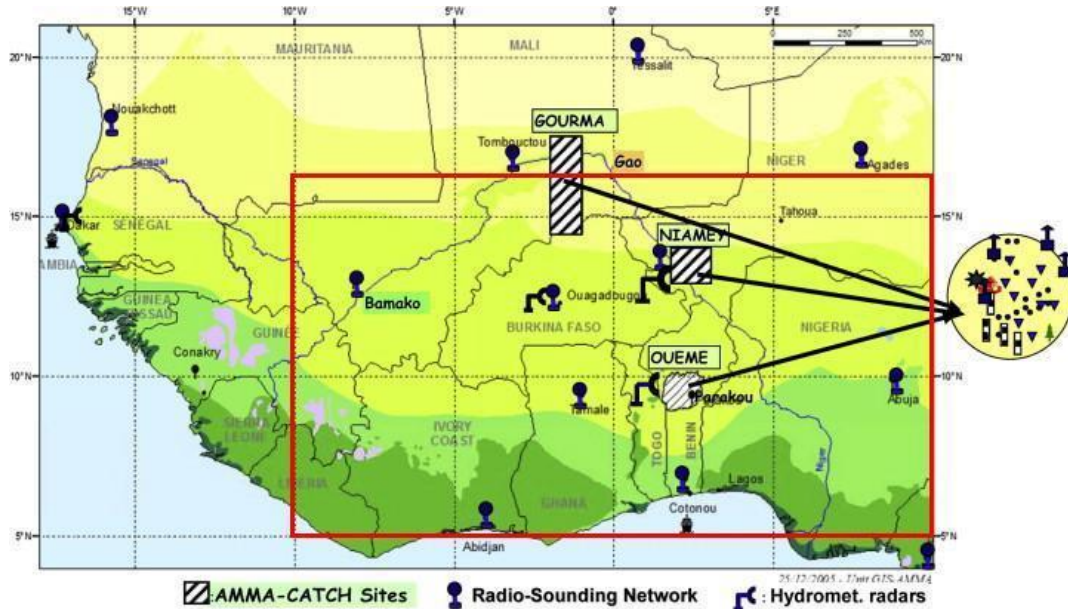 15°W 10°W 5°W 0° 5°E
0 250 500
Km
20°N 20°N
MAURITANIA MALI
Tessalit
Nouakchott
GOURMA
Tombouctou
Gao
NIGER
Agades
Senegal
15°N 15°N
Dakar
SENEGAL
Tahoua
NIAMEY
AMBIA
Bamako
Ouagadougou
GUINEA
BISSAU
GUINEE
BURKINA FASO
NIGERIA
OUEME
Conakry
10°N 10°N
Tamale
Parakou
Abuja
SIERRA
LEONE
IVORY
COAST
TOGO
BENIN
Niger
LIBERIA
GHANA
Lagos
Cotonou
5°N 5°N
Abidjan
25/12/2005 - Unit GIS-AMMA
:AMMA-CATCH Sites Radio-Sounding Network : Hydromet. radars